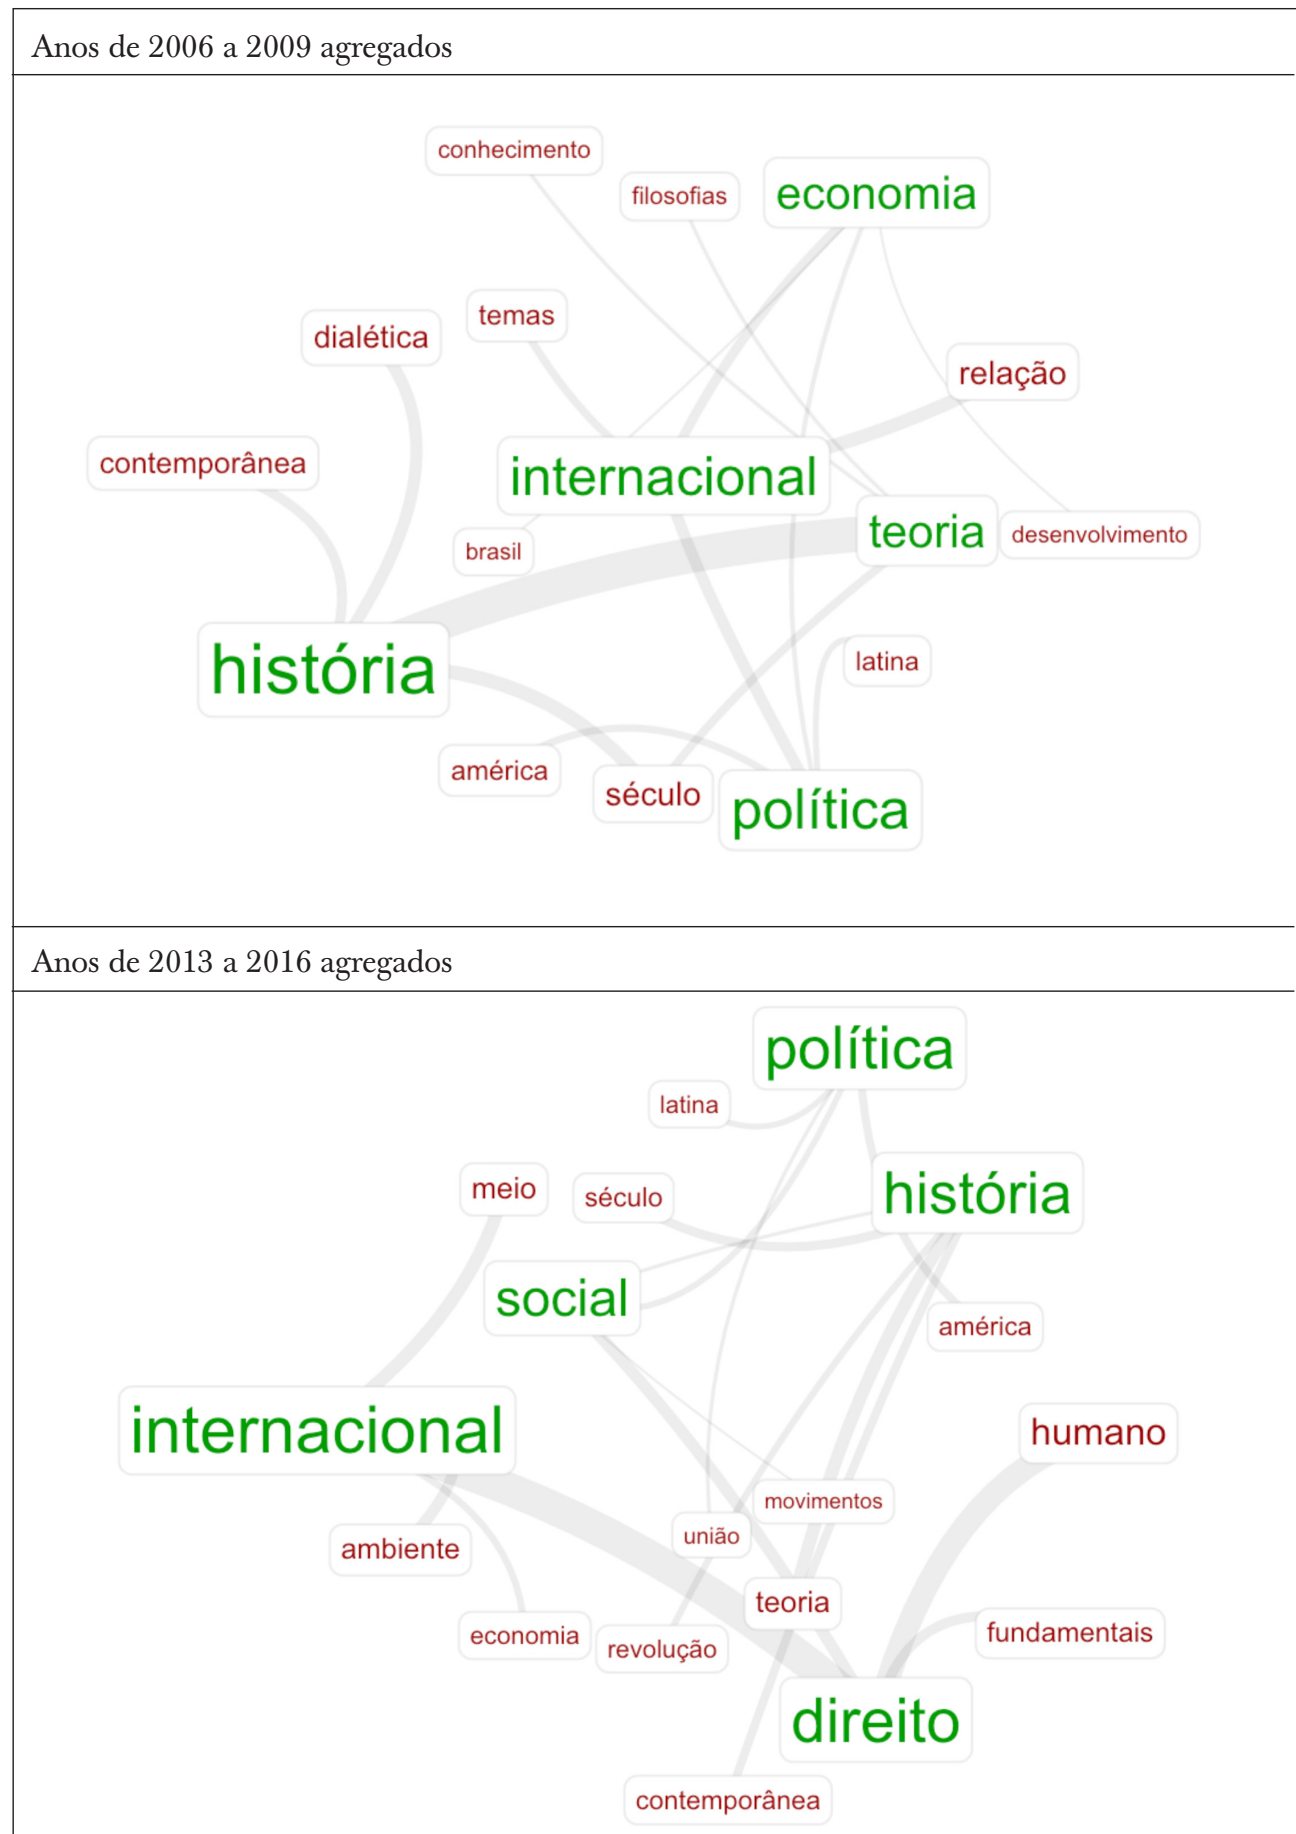 Anos de 2006 a 2009 agregados
conhecimento
filosofias
economia
temas
dialética
relação
contemporânea
internacional
teoria
desenvolvimento
brasil
latina
história
américa
século
política
Anos de 2013 a 2016 agregados
política
latina
meio
século
história
social
américa
internacional
humano
movimentos
união
ambiente
teoria
economia
revolução
fundamentais
direito
contemporânea